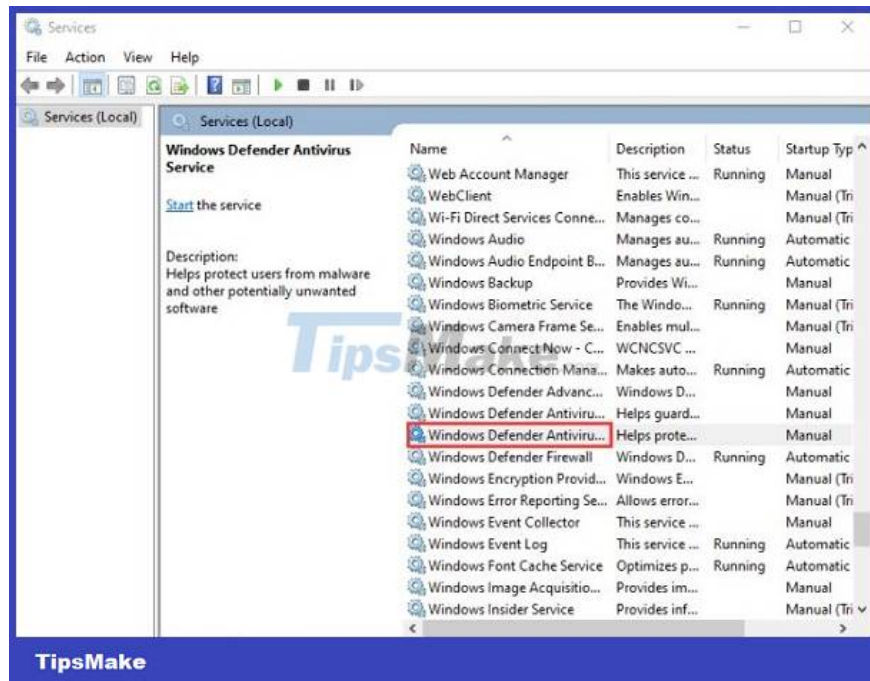 Services
File Action View Help
Services (Local)
Services (Local)
Windows Defender Antivirus
Service
Start the service
Description:
Helps protect users from malware
and other potentially unwanted
software
Name Description Status Startup Typ
Web Account Manager This service ... Running Manual
WebClient Enables Win... Manual (Tri
Wi-Fi Direct Services Conne... Manages co... Manual (Tri
Windows Audio Manages au... Running Automatic
Windows Audio Endpoint B... Manages au... Running Automatic
Windows Backup Provides Wi... Manual
Windows Biometric Service The Windo... Running Manual (Tri
Windows Camera Frame Se... Enables mul... Manual (Tri
Windows Connect Now - C... WCNCSVC ... Manual
Windows Connection Mana... Makes auto... Running Automatic
Windows Defender Advanc... Windows D... Manual
Windows Defender Antiviru... Helps guard... Manual
Windows Defender Antiviru... Helps prote... Manual
Windows Defender Firewall Windows D... Running Automatic
Windows Encryption Provid... Windows E... Manual (Tri
Windows Error Reporting Se... Allows error... Manual (Tri
Windows Event Collector This service ... Manual
Windows Event Log This service ... Running Automatic
Windows Font Cache Service Optimizes p... Running Automatic
Windows Image Acquisitio... Provides im... Manual
Windows Insider Service Provides inf... Manual (Tri
TipsMake
TipsMake